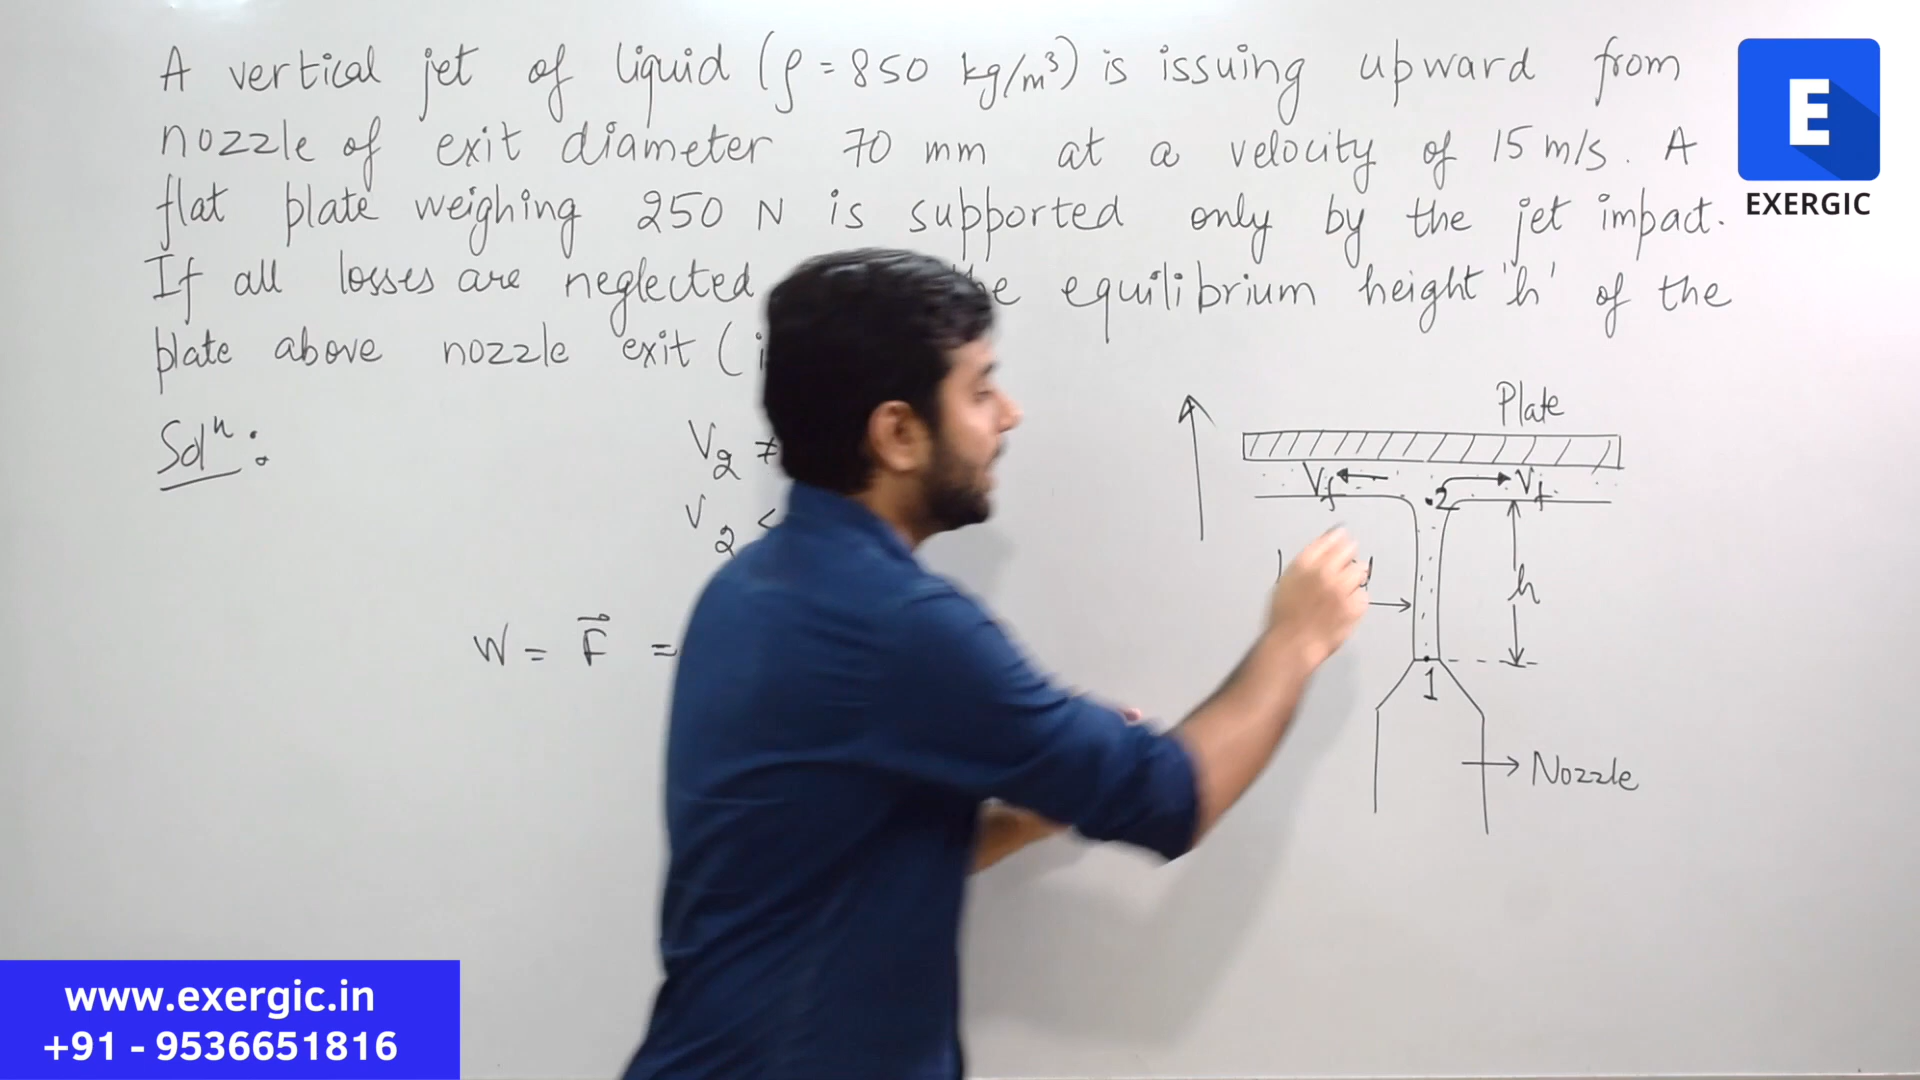 A vertical jet of liquid (ρ = 850 kg/m³) is issuing upward from
nozzle of exit diameter 70 mm at a velocity of 15 m/s. A
flat plate weighing 250 N is supported only by the jet impact.
If all losses are neglected equilibrium height 'h' of the
plate above nozzle exit (
Solⁿ :
V₂ ≠
V₂ <
W = F⃗ =
Plate
V_f
.2
V_f
h
1
Nozzle
E
EXERGIC
www.exergic.in
+91 - 9536651816